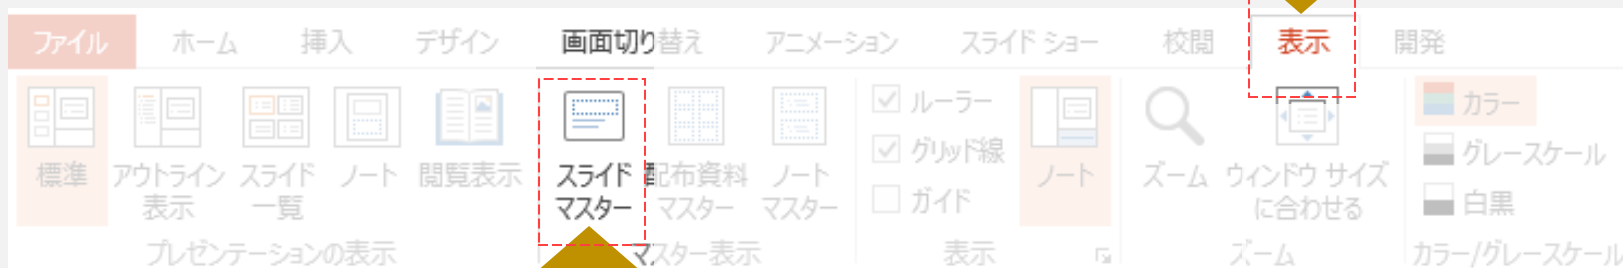 ファイル ホーム 挿入 デザイン 画面切り替え アニメーション スライド ショー 校閲 表示 開発
標準 アウトライン表示 スライド一覧 ノート 閲覧表示 スライドマスター 配布資料マスター ノートマスター
ルーラー
グリッド線
ガイド
ノート ズーム ウィンドウ サイズに合わせる
カラー
グレースケール
白黒
プレゼンテーションの表示 マスター表示 表示 ズーム カラー/グレースケール